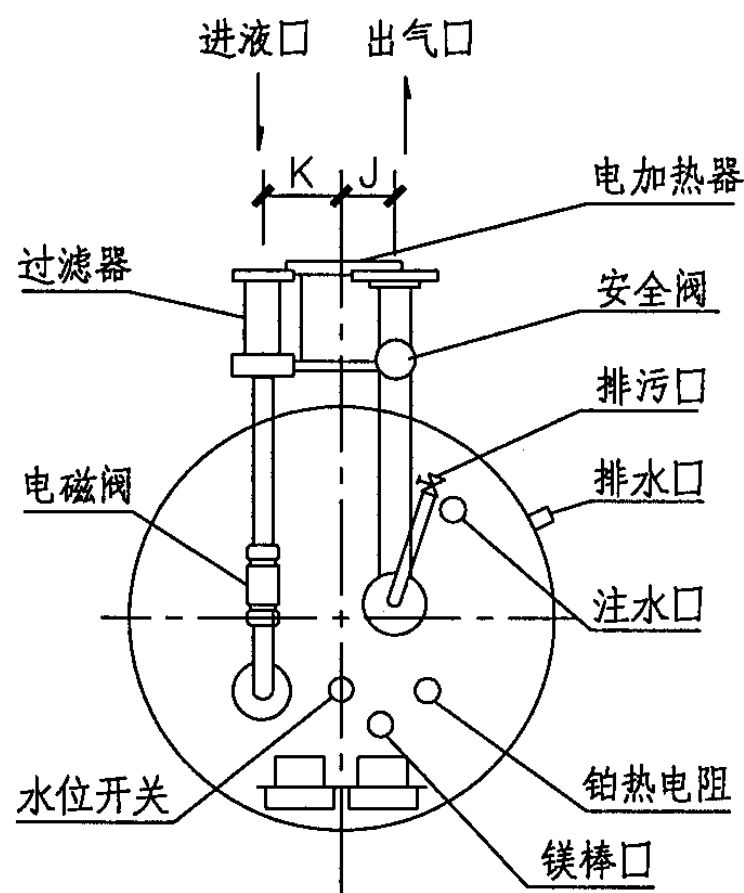 进液口 出气口
K J
电加热器
过滤器
安全阀
排污口
电磁阀
排水口
注水口
水位开关
铂热电阻
镁棒口